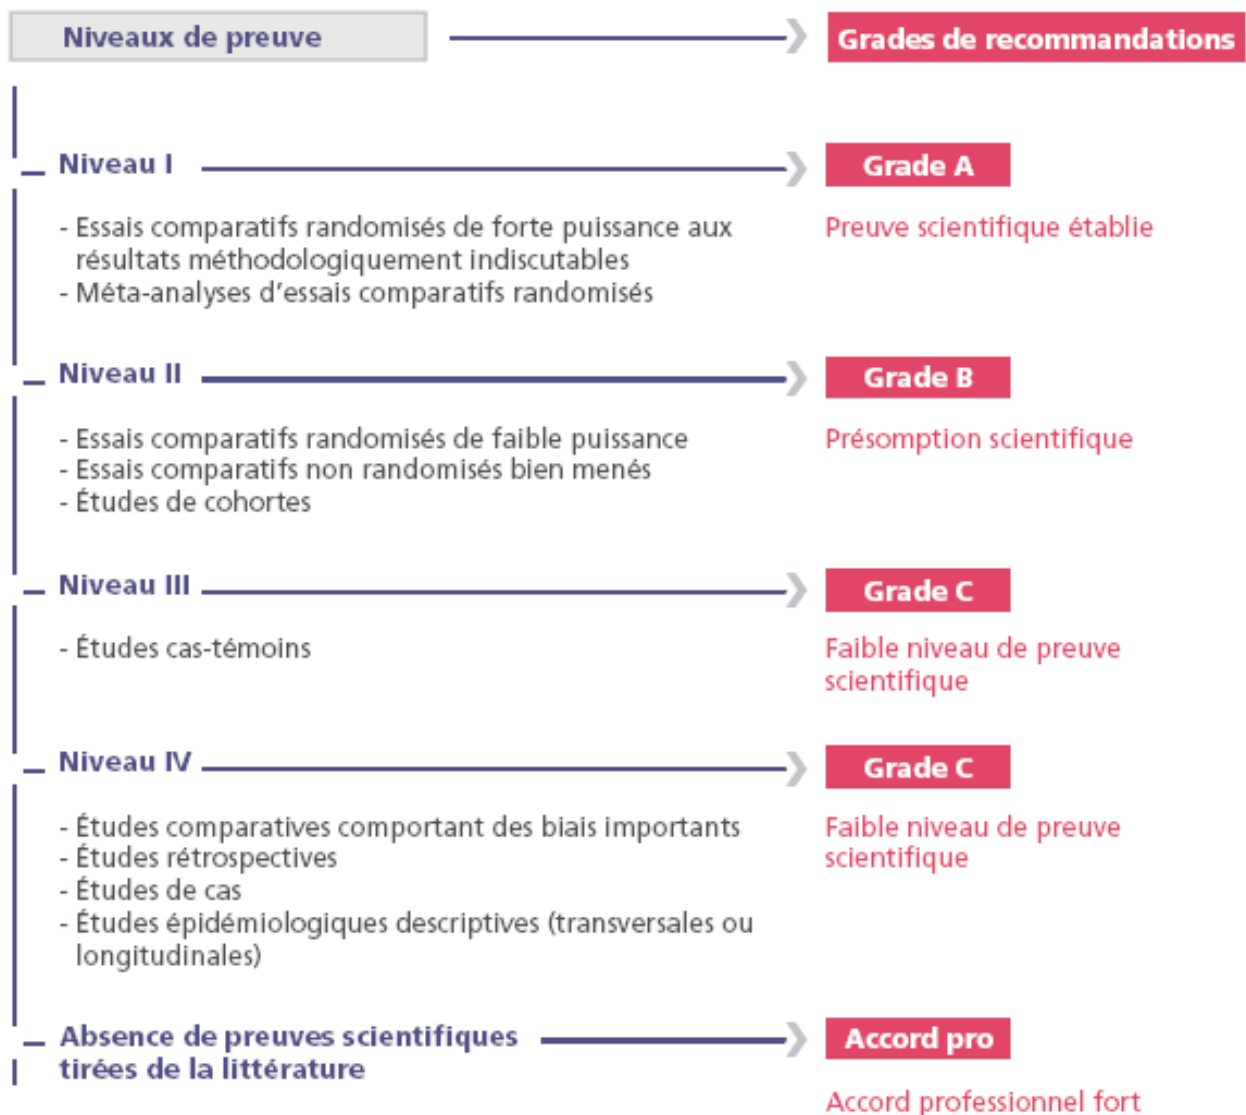 Niveaux de preuve
Grades de recommandations
Niveau I
Grade A
- Essais comparatifs randomisés de forte puissance aux
résultats méthodologiquement indiscutables
- Méta-analyses d'essais comparatifs randomisés
Preuve scientifique établie
Niveau II
Grade B
- Essais comparatifs randomisés de faible puissance
- Essais comparatifs non randomisés bien menés
- Études de cohortes
Présomption scientifique
Niveau III
Grade C
- Études cas-témoins
Faible niveau de preuve
scientifique
Niveau IV
Grade C
- Études comparatives comportant des biais importants
- Études rétrospectives
- Études de cas
- Études épidémiologiques descriptives (transversales ou
longitudinales)
Faible niveau de preuve
scientifique
Absence de preuves scientifiques
tirées de la littérature
Accord pro
Accord professionnel fort